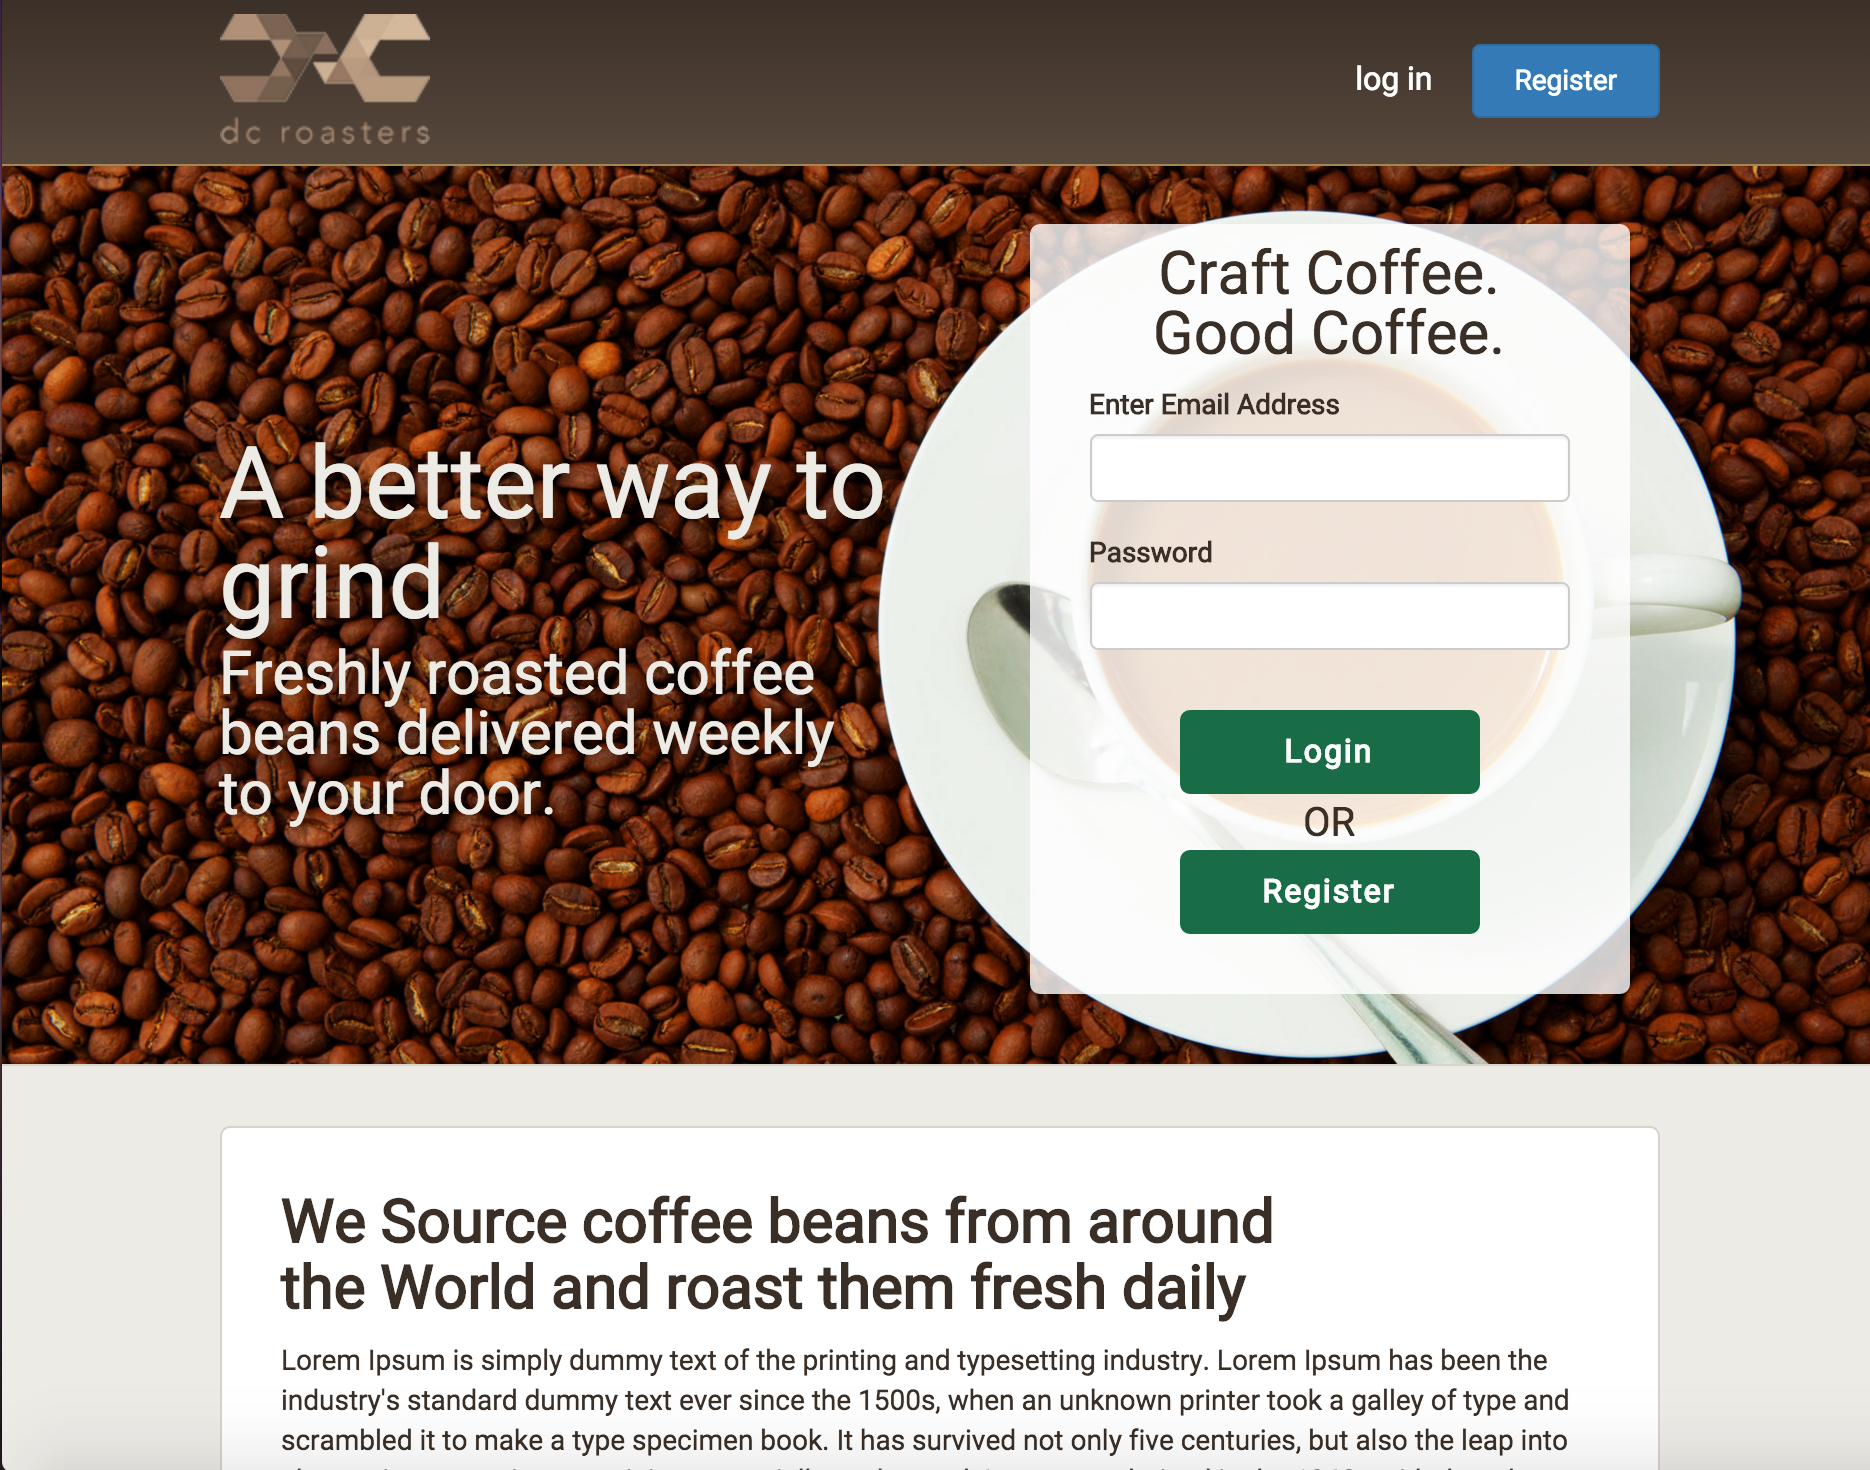 dc roasters
log in
Register
A better way to
grind
Freshly roasted coffee
beans delivered weekly
to your door.
Craft Coffee.
Good Coffee.
Enter Email Address
Password
Login
OR
Register
We Source coffee beans from around
the World and roast them fresh daily
Lorem Ipsum is simply dummy text of the printing and typesetting industry. Lorem Ipsum has been the
industry's standard dummy text ever since the 1500s, when an unknown printer took a galley of type and
scrambled it to make a type specimen book. It has survived not only five centuries, but also the leap into